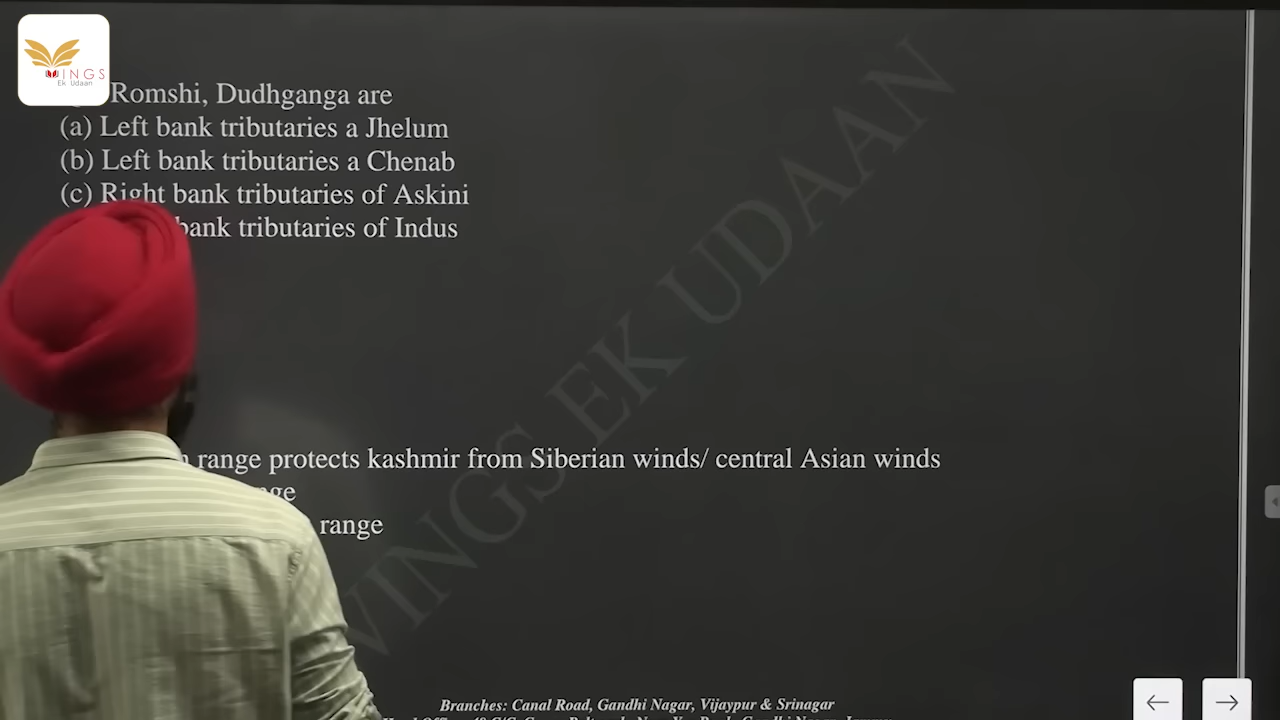 WINGS
Ek Udaan
Romshi, Dudhganga are
(a) Left bank tributaries a Jhelum
(b) Left bank tributaries a Chenab
(c) Right bank tributaries of Askini
bank tributaries of Indus
range protects kashmir from Siberian winds/ central Asian winds
range
WINGS EK UDAAN
Branches: Canal Road, Gandhi Nagar, Vijaypur & Srinagar